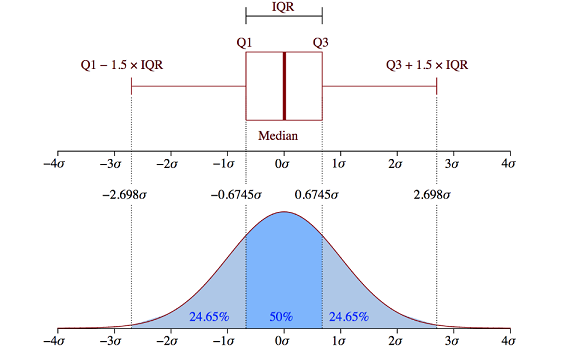 IQR
Q1 Q3
Q1 − 1.5 × IQR Q3 + 1.5 × IQR
Median
−4σ −3σ −2σ −1σ 0σ 1σ 2σ 3σ 4σ
−2.698σ −0.6745σ 0.6745σ 2.698σ
24.65% 50% 24.65%
−4σ −3σ −2σ −1σ 0σ 1σ 2σ 3σ 4σ